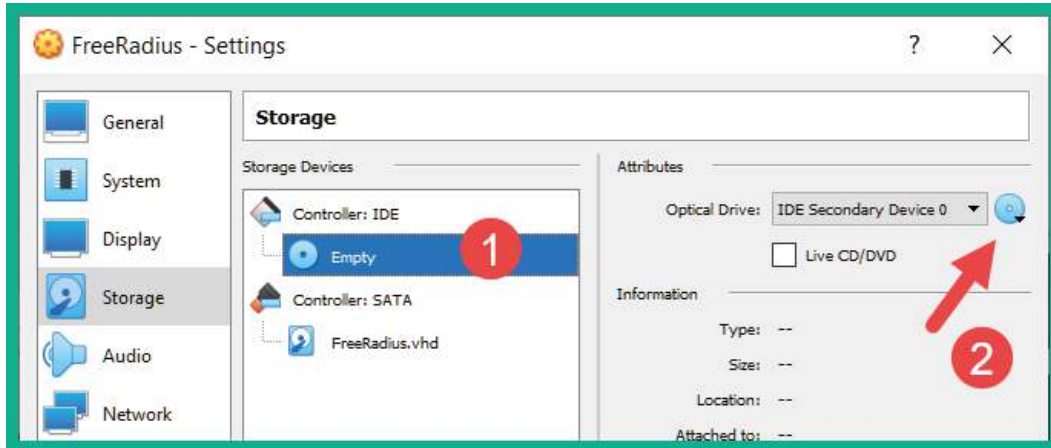 FreeRadius - Settings
?
General
System
Display
Storage
Audio
Network
Storage
Storage Devices
Controller: IDE
Empty
1
Controller: SATA
FreeRadius.vhd
Attributes
Optical Drive: IDE Secondary Device 0
Live CD/DVD
Information
Type: --
Size: --
Location: --
Attached to: --
2